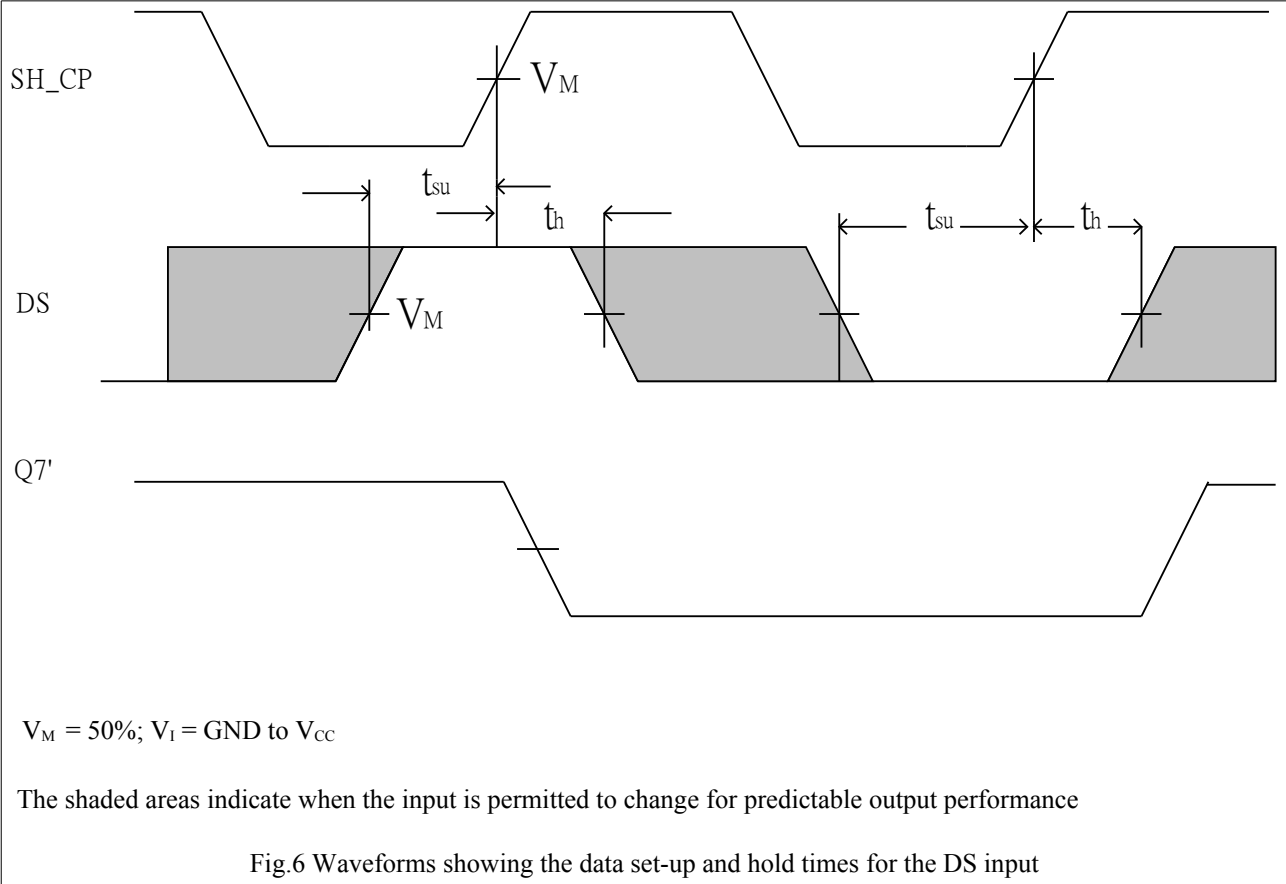 SH_CP
VM
tsu
th
tsu
th
DS
VM
Q7'
VM = 50%; VI = GND to VCC
The shaded areas indicate when the input is permitted to change for predictable output performance
Fig.6 Waveforms showing the data set-up and hold times for the DS input